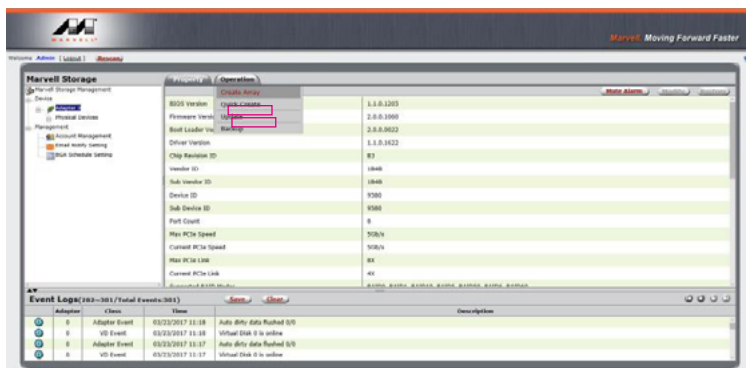 MARVELL
Marvell. Moving Forward Faster
Welcome Admin [ Logout ] Rescan
Marvell Storage
Property Operation
Marvell Storage Management
Mute Alarm Modify
Device
Adapter 0
Physical Devices
Management
Account Management
Email Notify Setting
BGA Schedule Setting
Create Array
Quick Create
Update
Backup
BIOS Version 1.1.0.1203
Firmware Version 2.0.0.1060
Boot Loader 2.0.0.0022
Driver Version 1.1.0.1622
Chip Revision ID B3
Vendor ID 1B4B
Sub Vendor ID 1B4B
Device ID 9580
Sub Device ID 9580
Port Count 8
Max PCIe Speed 5Gb/s
Current PCIe Speed 5Gb/s
Max PCIe Link 8X
Current PCIe Link 4X
Event Logs(282~301/Total Events:301) Save Clear
Adapter Class Time Description
0 Adapter Event 03/23/2017 11:18 Auto dirty data flushed 0/0
0 VD Event 03/23/2017 11:18 Virtual Disk 0 is online
0 Adapter Event 03/23/2017 11:17 Auto dirty data flushed 0/0
0 VD Event 03/23/2017 11:17 Virtual Disk 0 is online